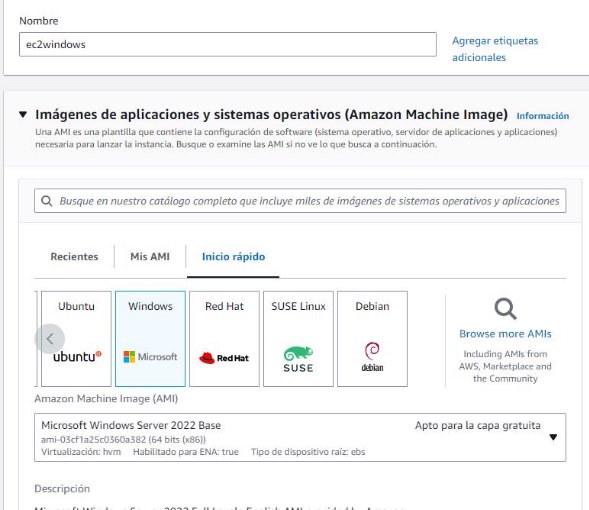 Nombre
ec2windows
Agregar etiquetas
adicionales
Imágenes de aplicaciones y sistemas operativos (Amazon Machine Image) Información
Una AMI es una plantilla que contiene la configuración de software (sistema operativo, servidor de aplicaciones y aplicaciones)
necesaria para lanzar la instancia. Busque o examine las AMI si no ve lo que busca a continuación.
Busque en nuestro catálogo completo que incluye miles de imágenes de sistemas operativos y aplicaciones
Recientes Mis AMI Inicio rápido
Ubuntu Windows Red Hat SUSE Linux Debian
ubuntu Microsoft Red Hat SUSE debian
Browse more AMIs
Including AMIs from
AWS, Marketplace and
the Community
Amazon Machine Image (AMI)
Microsoft Windows Server 2022 Base Apto para la capa gratuita
ami-03cf1a25c0360a382 (64 bits (x86))
Virtualización: hvm Habilitado para ENA: true Tipo de dispositivo raíz: ebs
Descripción